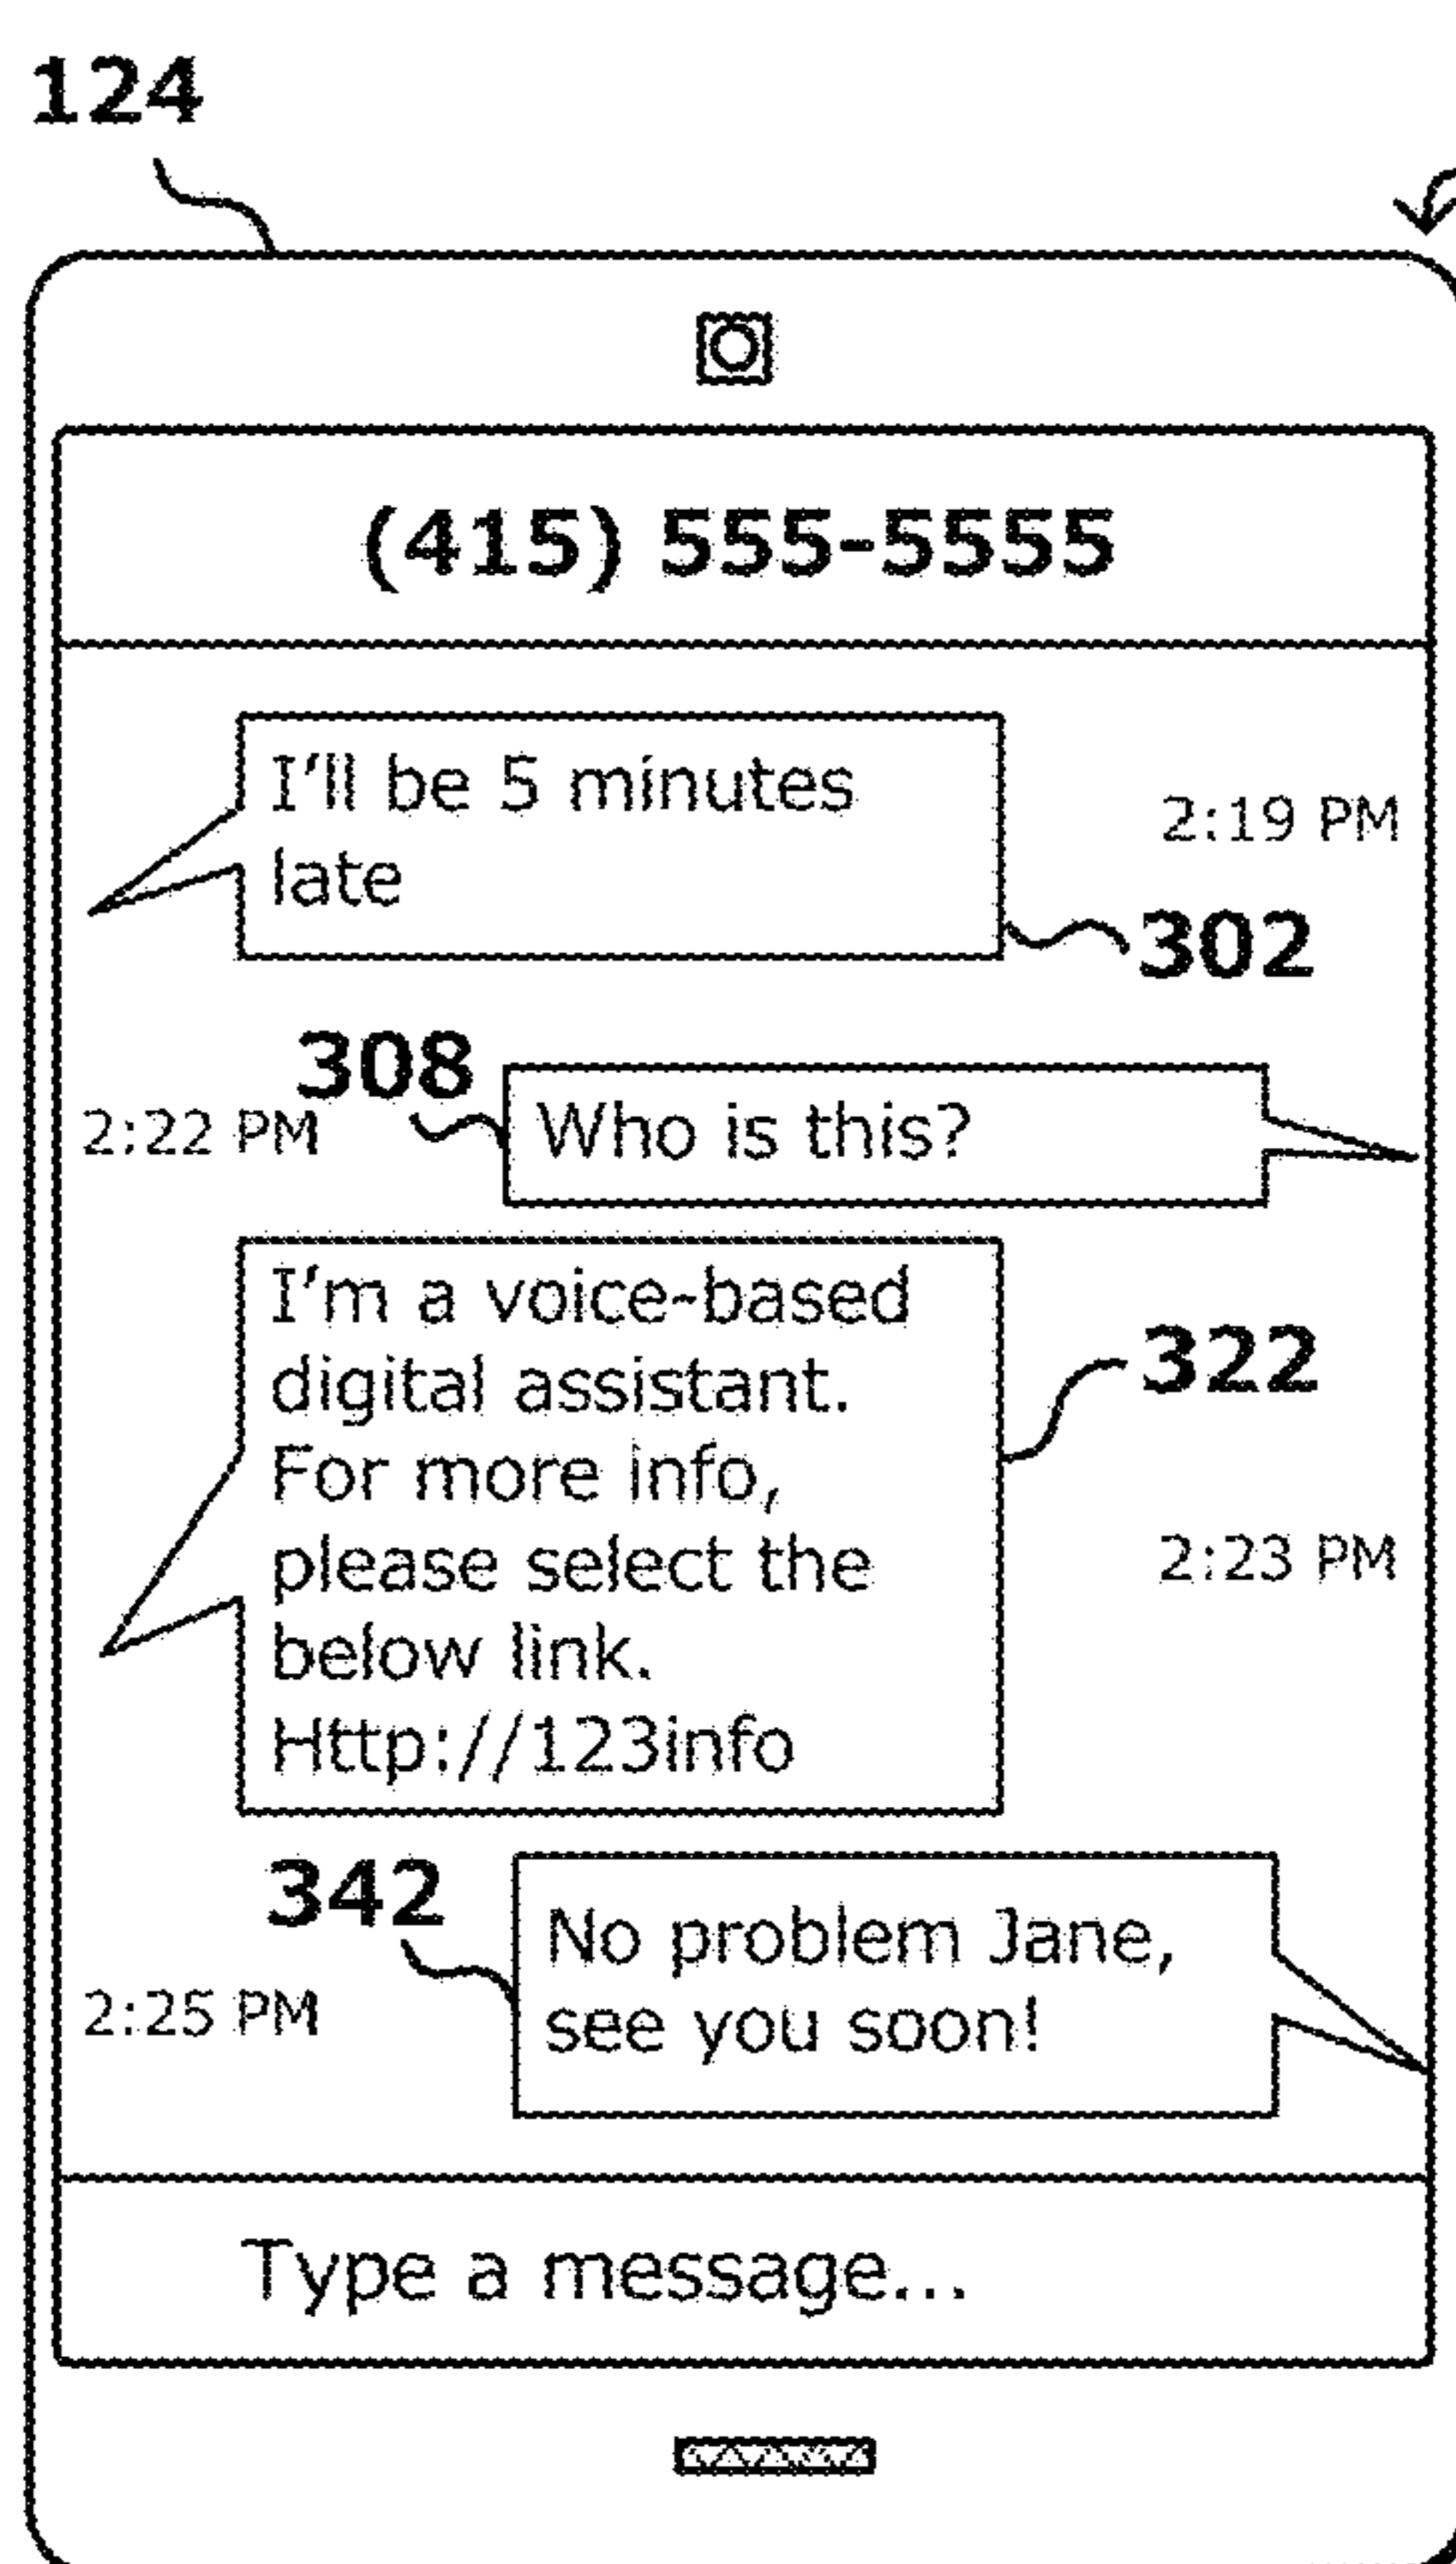 124
(415) 555-5555
I'll be 5 minutes
late
2:19 PM
302
308
2:22 PM
Who is this?
I'm a voice-based
digital assistant.
For more info,
please select the
below link.
Http://123info
322
2:23 PM
342
2:25 PM
No problem Jane,
see you soon!
Type a message...